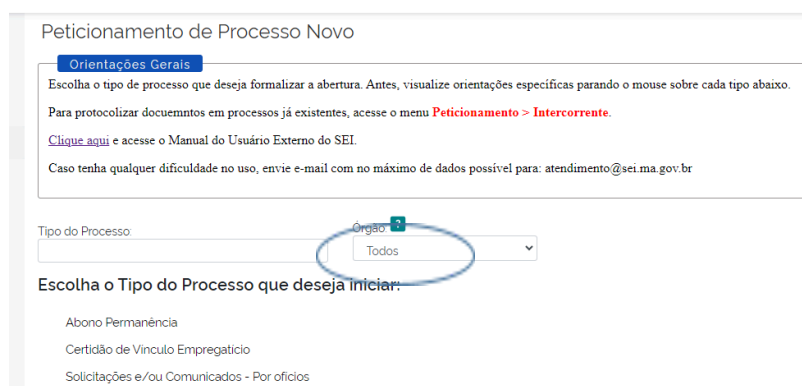 Peticionamento de Processo Novo
Orientações Gerais
Escolha o tipo de processo que deseja formalizar a abertura. Antes, visualize orientações específicas parando o mouse sobre cada tipo abaixo.
Para protocolizar docuemntos em processos já existentes, acesse o menu Peticionamento > Intercorrente.
Clique aqui e acesse o Manual do Usuário Externo do SEI.
Caso tenha qualquer dificuldade no uso, envie e-mail com no máximo de dados possível para: atendimento@sei.ma.gov.br
Tipo do Processo: Órgão: ?
Todos
Escolha o Tipo do Processo que deseja iniciar:
Abono Permanência
Certidão de Vínculo Empregatício
Solicitações e/ou Comunicados - Por ofícios